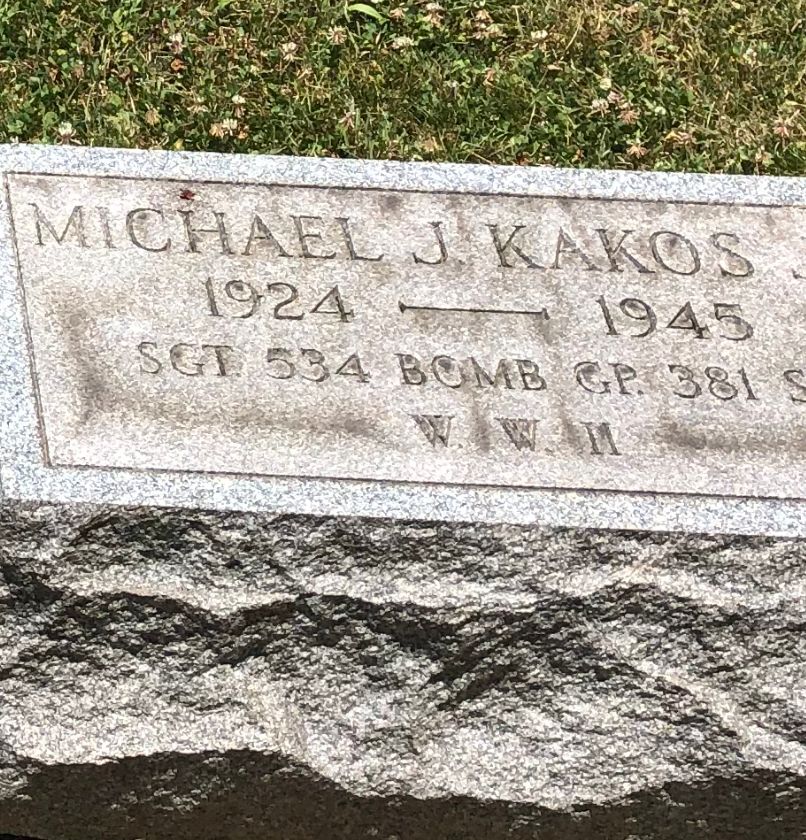 MICHAEL J. KAKOS
1924 — 1945
SGT. 534 BOMB GP. 381 S
W. W. II